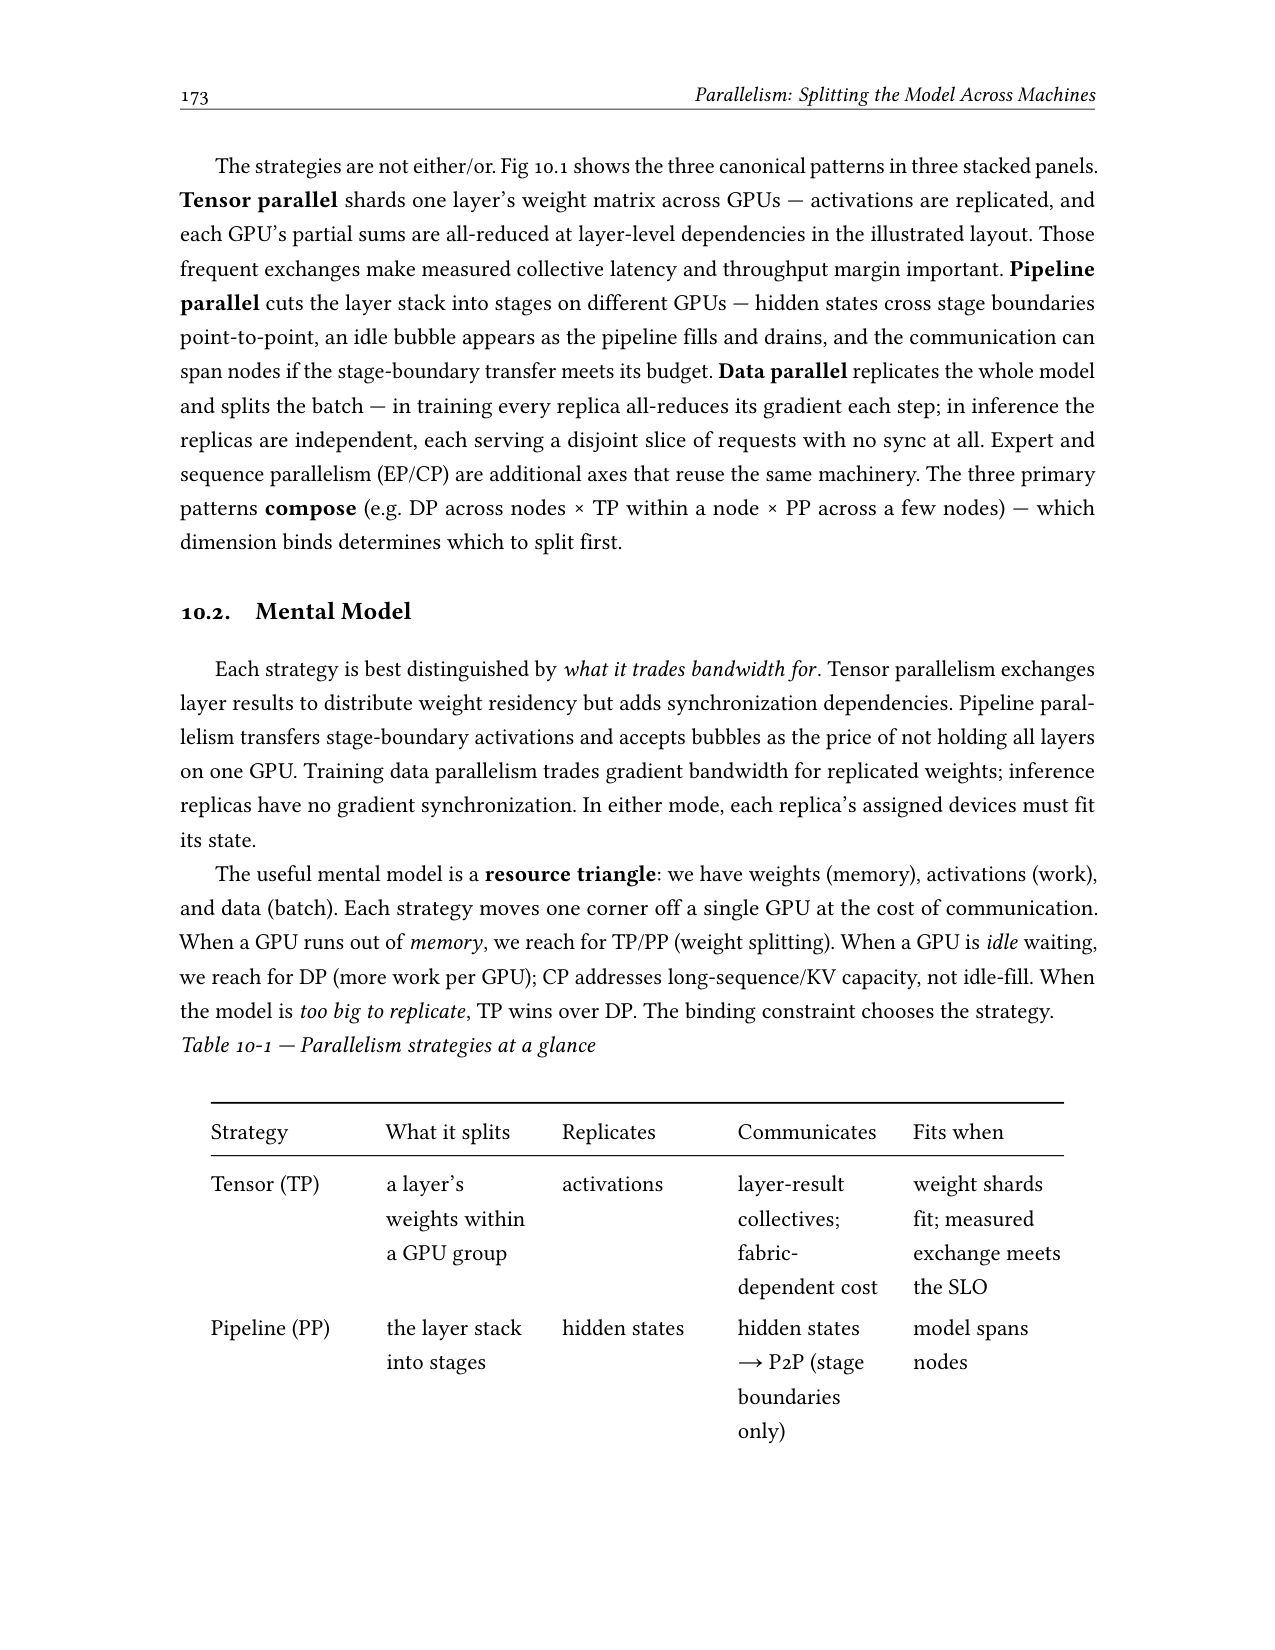 173 Parallelism: Splitting the Model Across Machines
The strategies are not either/or. Fig 10.1 shows the three canonical patterns in three stacked panels.
Tensor parallel shards one layer’s weight matrix across GPUs — activations are replicated, and
each GPU’s partial sums are all-reduced at layer-level dependencies in the illustrated layout. Those
frequent exchanges make measured collective latency and throughput margin important. Pipeline
parallel cuts the layer stack into stages on different GPUs — hidden states cross stage boundaries
point-to-point, an idle bubble appears as the pipeline fills and drains, and the communication can
span nodes if the stage-boundary transfer meets its budget. Data parallel replicates the whole model
and splits the batch — in training every replica all-reduces its gradient each step; in inference the
replicas are independent, each serving a disjoint slice of requests with no sync at all. Expert and
sequence parallelism (EP/CP) are additional axes that reuse the same machinery. The three primary
patterns compose (e.g. DP across nodes × TP within a node × PP across a few nodes) — which
dimension binds determines which to split first.
10.2. Mental Model
Each strategy is best distinguished by what it trades bandwidth for. Tensor parallelism exchanges
layer results to distribute weight residency but adds synchronization dependencies. Pipeline paral-
lelism transfers stage-boundary activations and accepts bubbles as the price of not holding all layers
on one GPU. Training data parallelism trades gradient bandwidth for replicated weights; inference
replicas have no gradient synchronization. In either mode, each replica’s assigned devices must fit
its state.
The useful mental model is a resource triangle: we have weights (memory), activations (work),
and data (batch). Each strategy moves one corner off a single GPU at the cost of communication.
When a GPU runs out of memory, we reach for TP/PP (weight splitting). When a GPU is idle waiting,
we reach for DP (more work per GPU); CP addresses long-sequence/KV capacity, not idle-fill. When
the model is too big to replicate, TP wins over DP. The binding constraint chooses the strategy.
Table 10-1 — Parallelism strategies at a glance
Strategy What it splits Replicates Communicates Fits when
Tensor (TP) a layer’s activations layer-result weight shards
weights within collectives; fit; measured
a GPU group fabric- exchange meets
dependent cost the SLO
Pipeline (PP) the layer stack hidden states hidden states model spans
into stages → P2P (stage nodes
boundaries
only)